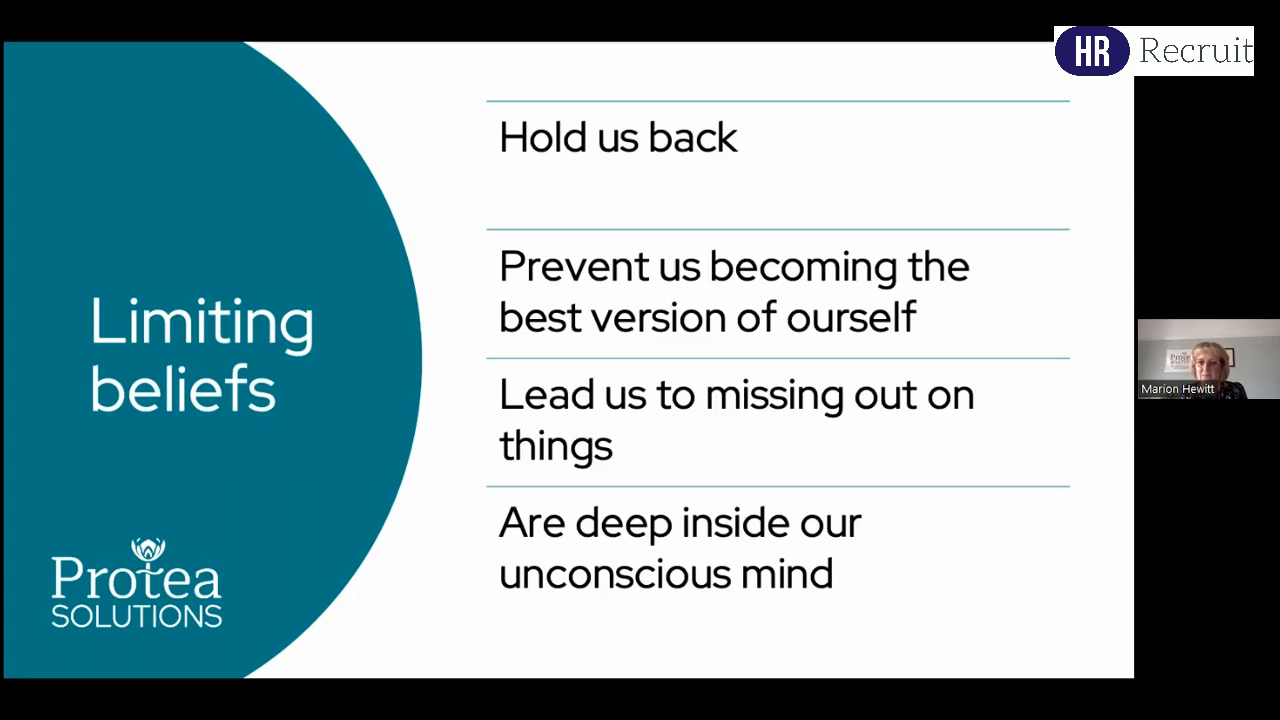 HR Recruit
Hold us back
Prevent us becoming the
best version of ourself
Lead us to missing out on
things
Are deep inside our
unconscious mind
Limiting
beliefs
Protea
SOLUTIONS
Marion Hewitt